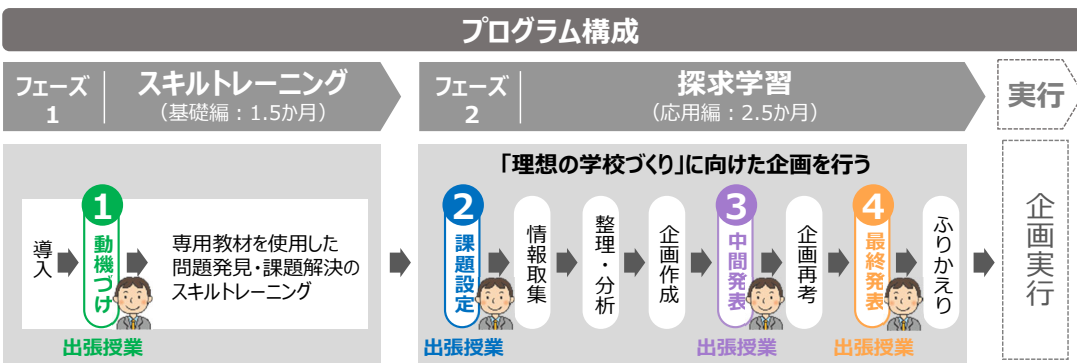 プログラム構成
フェーズ
1
スキルトレーニング
（基礎編：1.5か月）
フェーズ
2
探求学習
（応用編：2.5か月）
実行
「理想の学校づくり」に向けた企画を行う
導入
1
動機づけ
専用教材を使用した
問題発見・課題解決の
スキルトレーニング
出張授業
2
課題設定
出張授業
情報取集
整理・分析
企画作成
3
中間発表
出張授業
企画再考
4
最終発表
出張授業
ふりかえり
企画実行